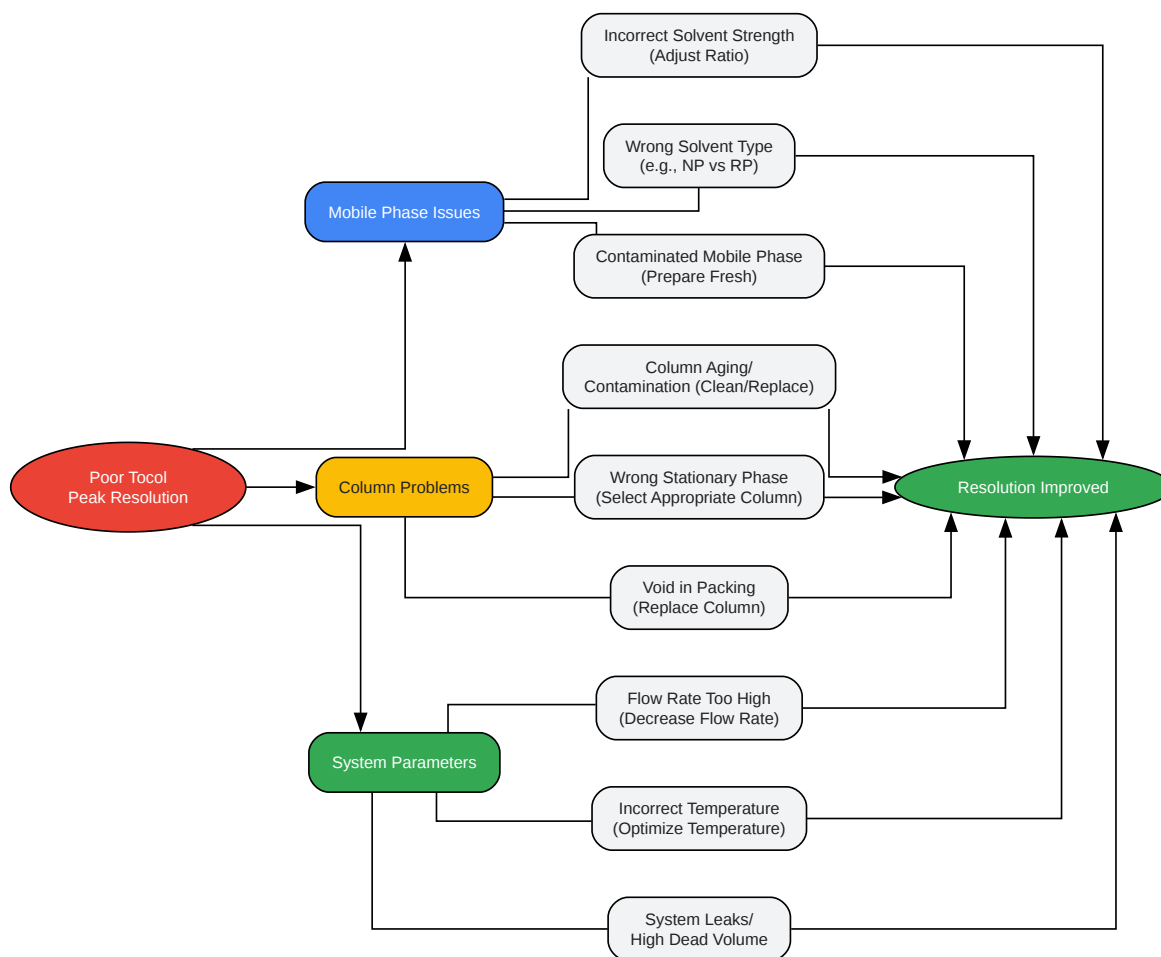 Incorrect Solvent Strength
(Adjust Ratio)
Wrong Solvent Type
(e.g., NP vs RP)
Mobile Phase Issues
Contaminated Mobile Phase
(Prepare Fresh)
Column Aging/
Contamination (Clean/Replace)
Poor Tocol
Peak Resolution
Column Problems
Wrong Stationary Phase
(Select Appropriate Column)
Resolution Improved
Void in Packing
(Replace Column)
Flow Rate Too High
(Decrease Flow Rate)
System Parameters
Incorrect Temperature
(Optimize Temperature)
System Leaks/
High Dead Volume